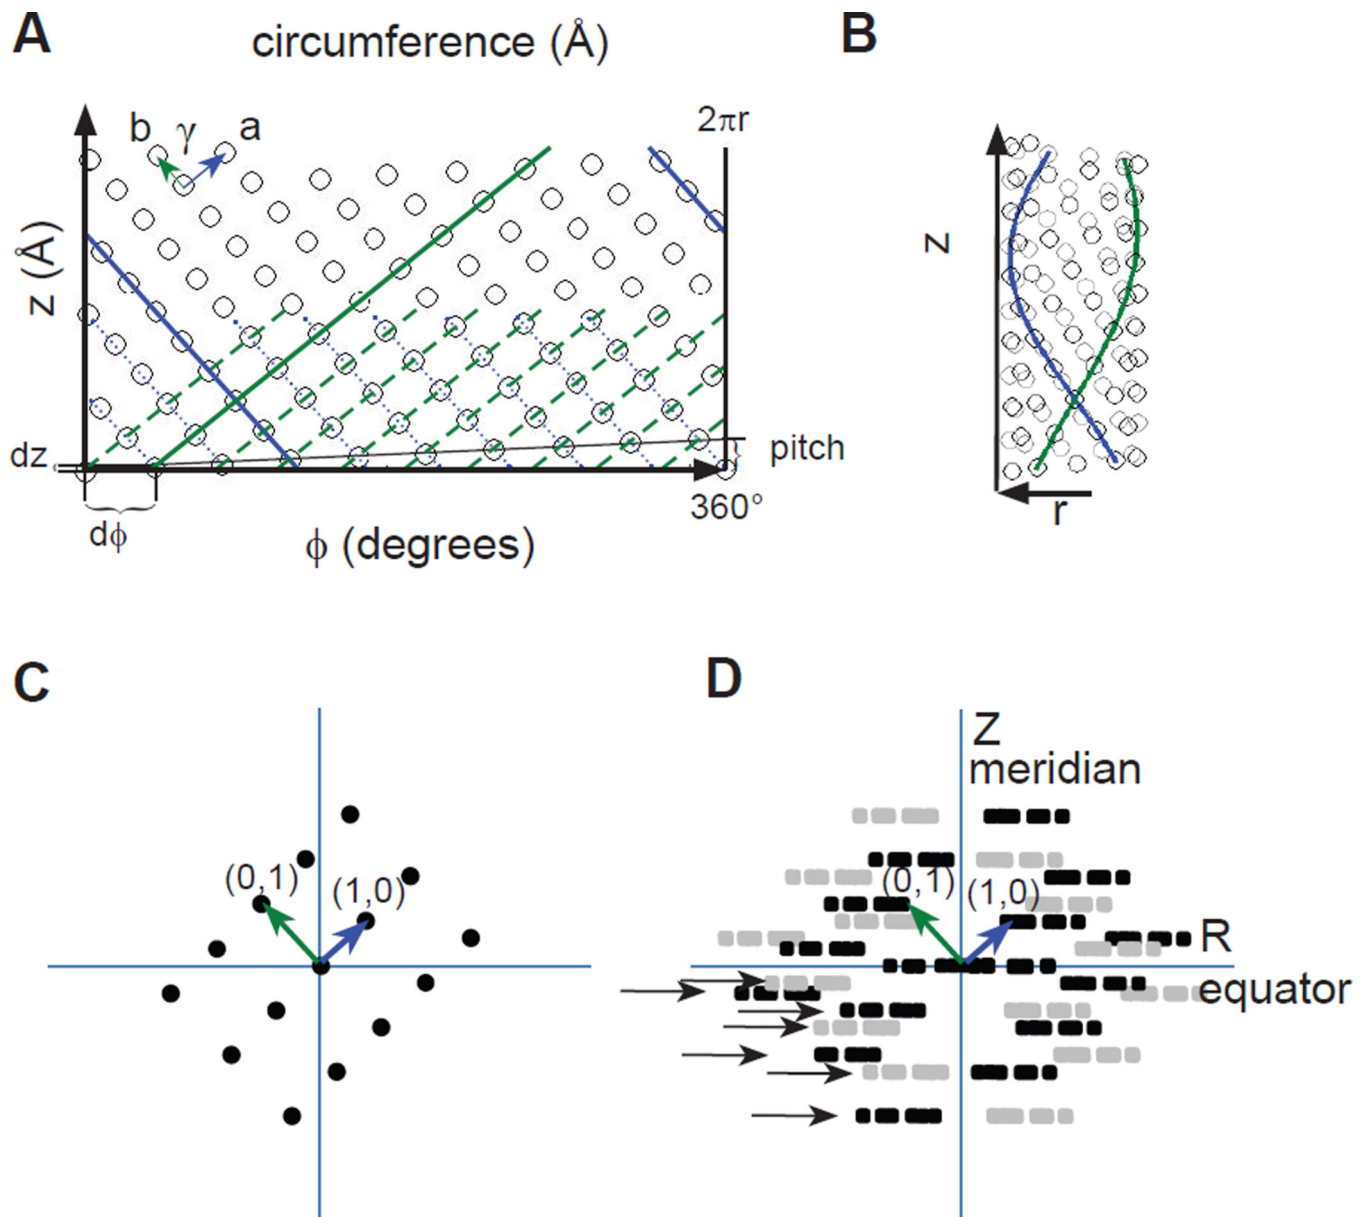 A
circumference (Å)
B
b γ a
2πr
z (Å)
z
dz
pitch
dϕ
360°
ϕ (degrees)
r
C
D
Z
meridian
(0,1)
(1,0)
(0,1)
(1,0)
R
equator